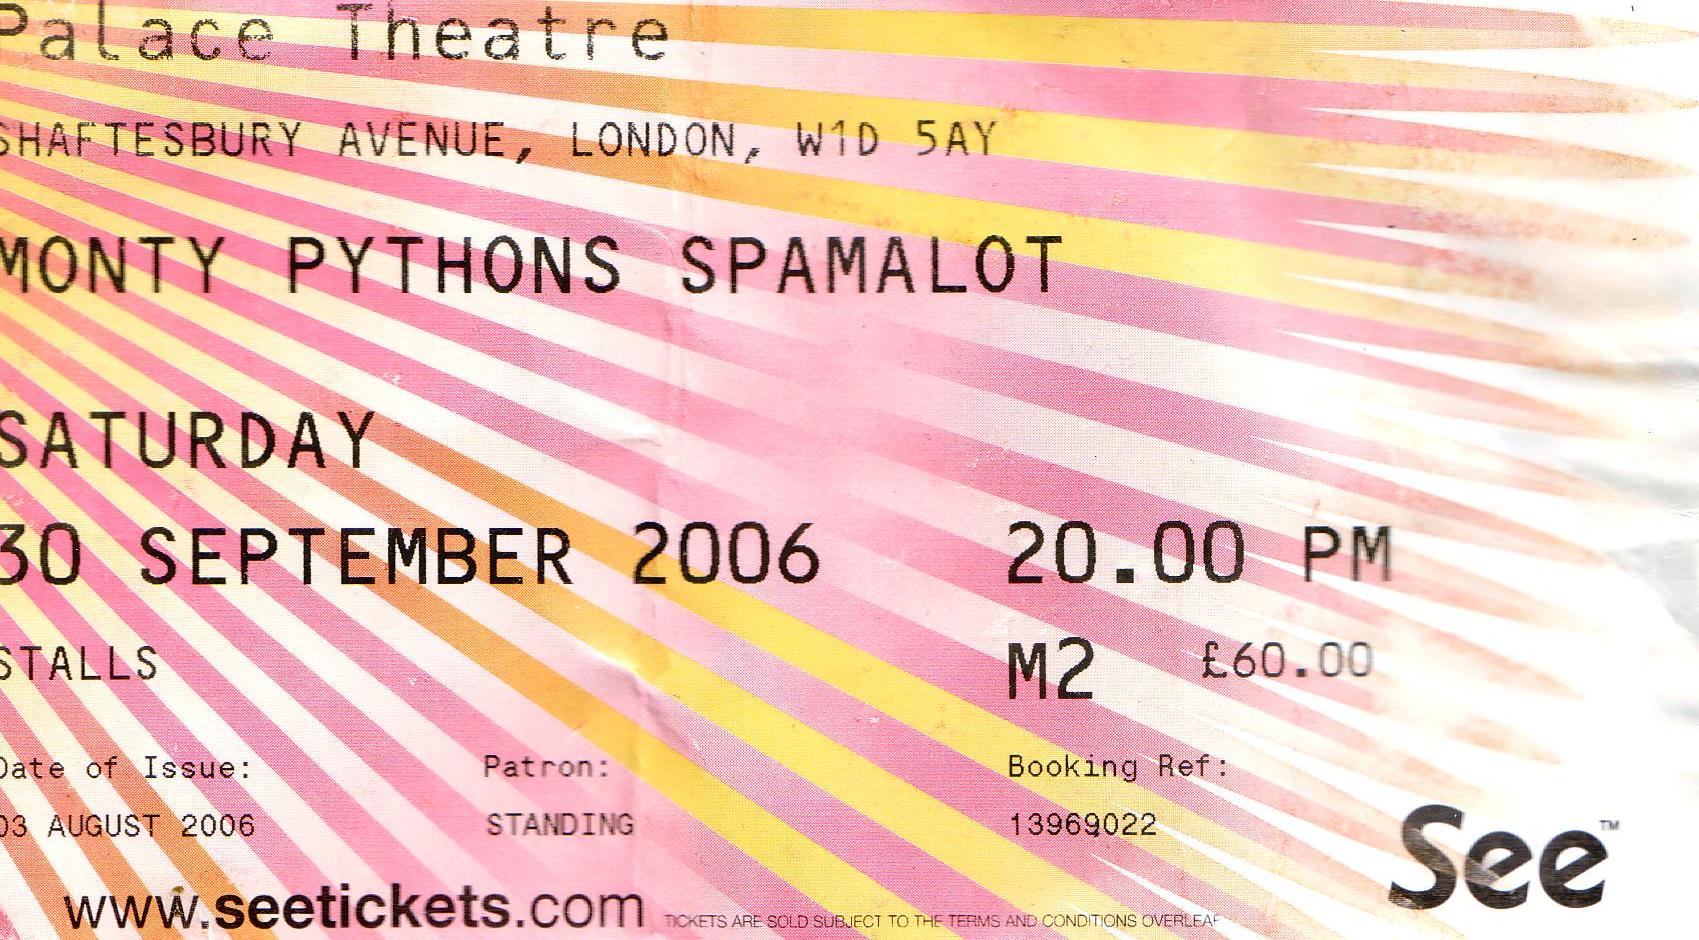 Palace Theatre
SHAFTESBURY AVENUE, LONDON, W1D 5AY
MONTY PYTHONS SPAMALOT
SATURDAY
30 SEPTEMBER 2006 20.00 PM
STALLS M2 £60.00
Date of Issue: Patron: Booking Ref:
03 AUGUST 2006 STANDING 13969022
See™
www.seetickets.com TICKETS ARE SOLD SUBJECT TO THE TERMS AND CONDITIONS OVERLEAF